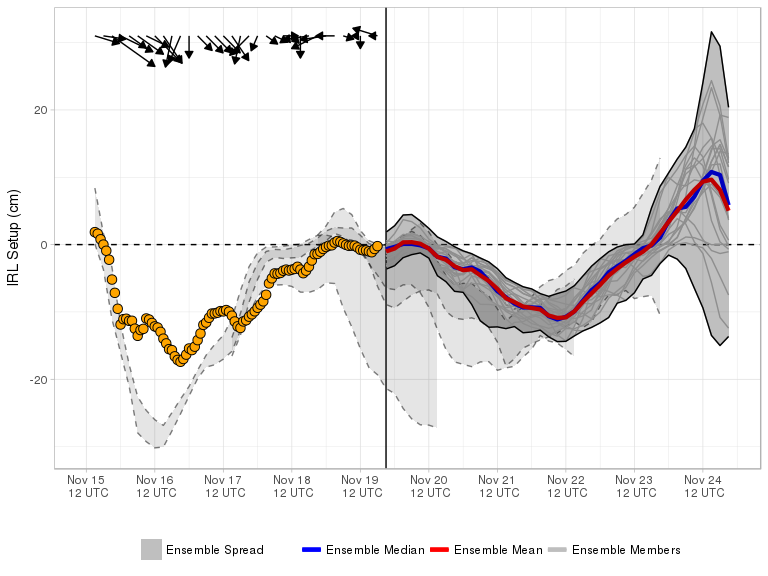 IRL Setup (cm)
20
0
-20
Nov 15 Nov 16 Nov 17 Nov 18 Nov 19 Nov 20 Nov 21 Nov 22 Nov 23 Nov 24
12 UTC 12 UTC 12 UTC 12 UTC 12 UTC 12 UTC 12 UTC 12 UTC 12 UTC 12 UTC
Ensemble Spread Ensemble Median Ensemble Mean Ensemble Members